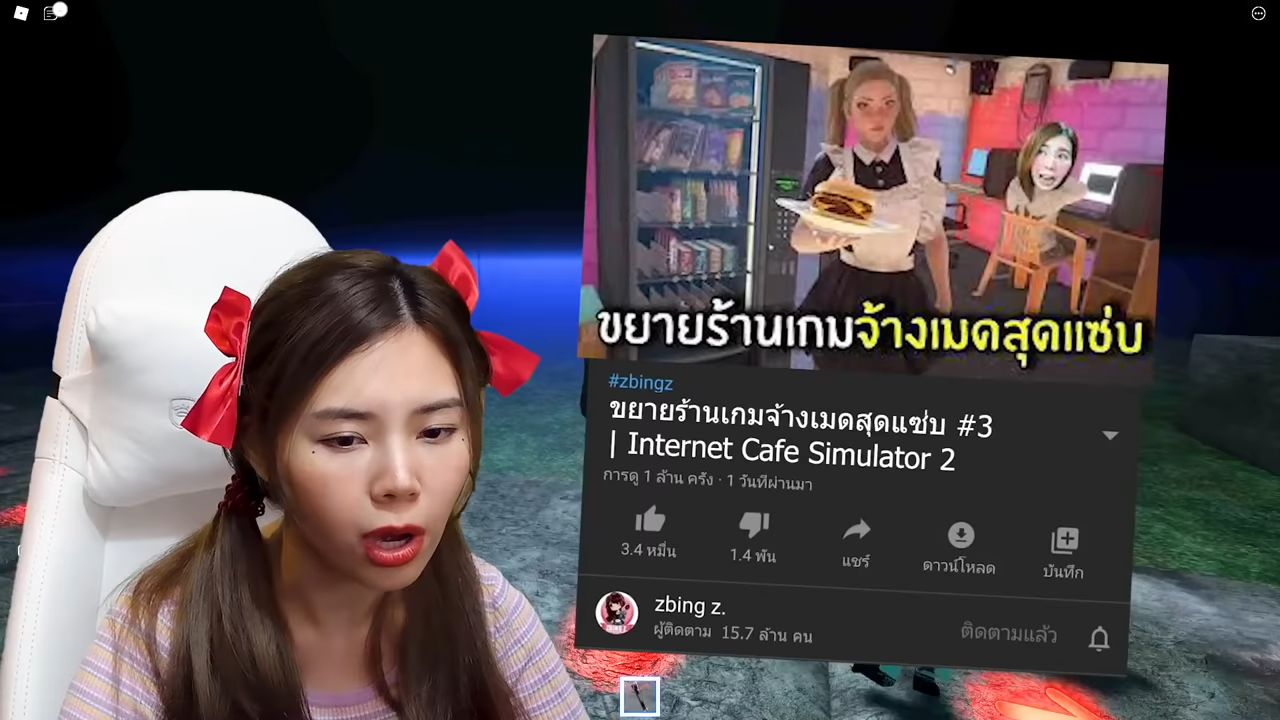 ขยายร้านเกมจ้างเมดสุดแซ่บ
#zbingz
ขยายร้านเกมจ้างเมดสุดแซ่บ #3
| Internet Cafe Simulator 2
การดู 1 ล้าน ครั้ง · 1 วันที่ผ่านมา
3.4 หมื่น
1.4 พัน
แชร์
ดาวน์โหลด
บันทึก
zbing z.
ผู้ติดตาม 15.7 ล้าน คน
ติดตามแล้ว